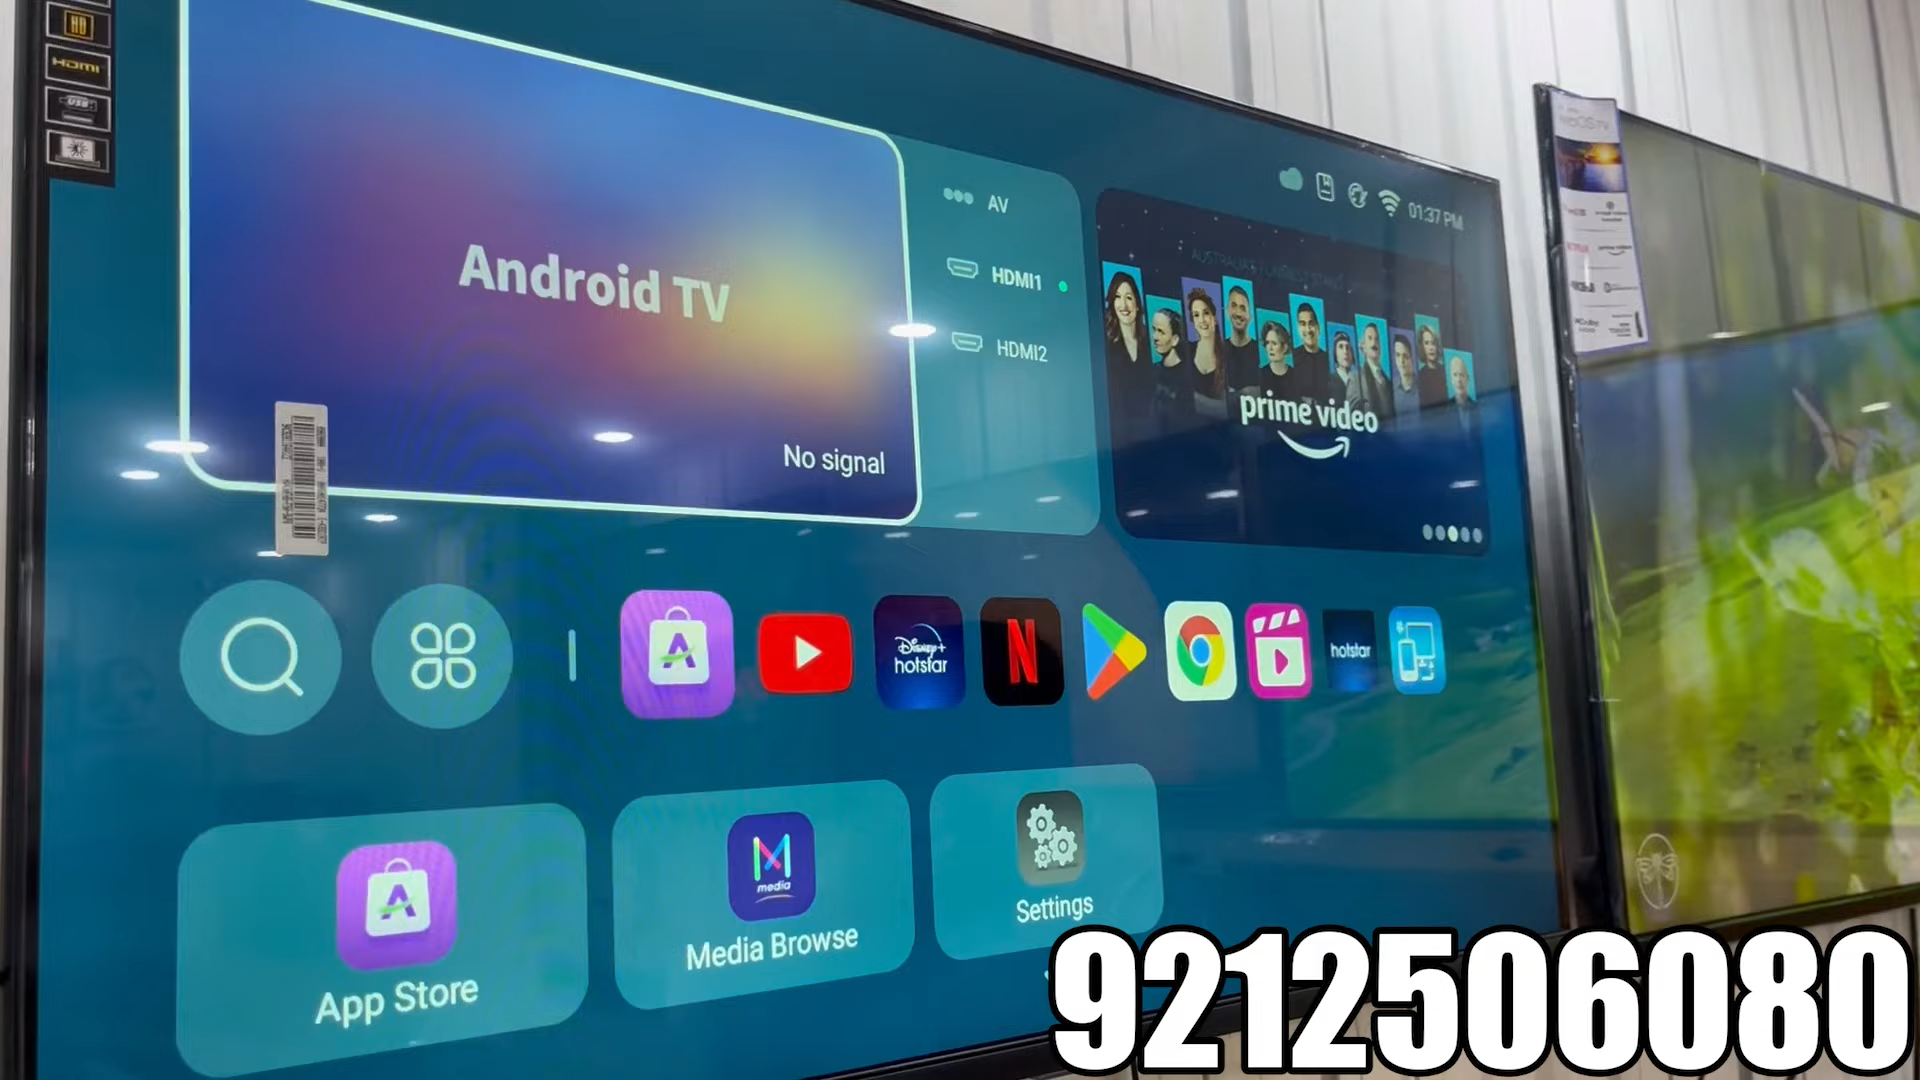 HD
HDMI
USB
Android TV
No signal
AV
HDMI1
HDMI2
01:37 PM
prime video
Disney+
hotstar
N
hotstar
A
App Store
M
media
Media Browse
Settings
9212506080